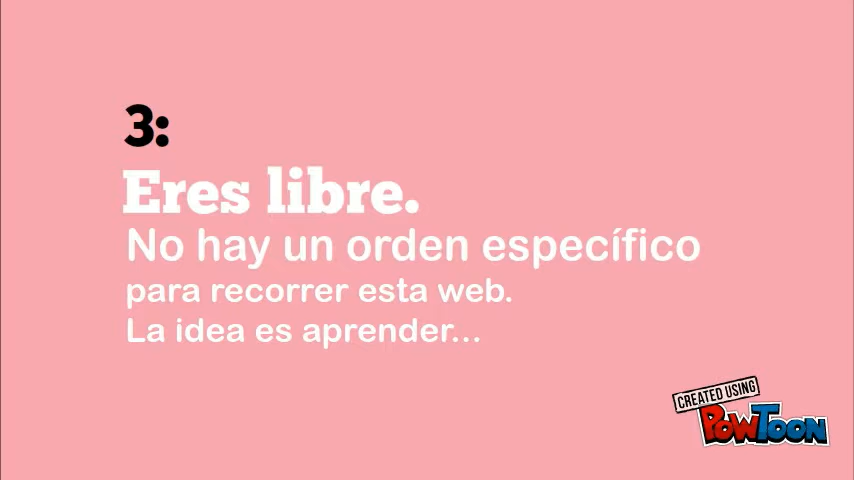 3:
Eres libre.
No hay un orden específico
para recorrer esta web.
La idea es aprender...
CREATED USING
POWTOON